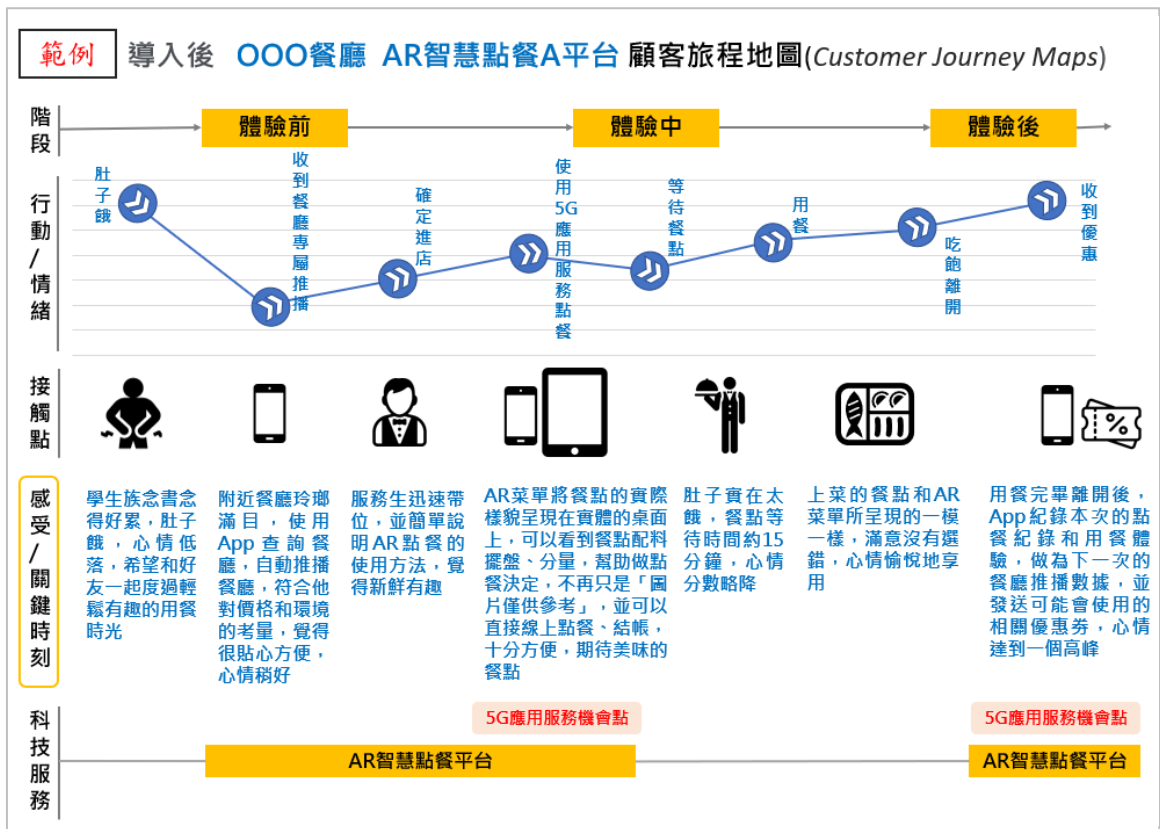 範例 導入後 OOO餐廳 AR智慧點餐A平台 顧客旅程地圖(Customer Journey Maps)
階段
體驗前
體驗中
體驗後
行動/情緒
肚子餓
收到餐廳專屬推播
確定進店
使用5G應用服務點餐
等待餐點
用餐
吃飽離開
收到優惠
接觸點
感受/關鍵時刻
學生族念書念
得好累，肚子
餓，心情低
落，希望和好
友一起度過輕
鬆有趣的用餐
時光
附近餐廳玲瑯
滿目，使用
App查詢餐
廳，自動推播
餐廳，符合他
對價格和環境
的考量，覺得
很貼心方便，
心情稍好
服務生迅速帶
位，並簡單說
明AR點餐的
使用方法，覺
得新鮮有趣
AR菜單將餐點的實際
樣貌呈現在實體的桌面
上，可以看到餐點配料
擺盤、分量，幫助做點
餐決定，不再只是「圖
片僅供參考」，並可以
直接線上點餐、結帳，
十分方便，期待美味的
餐點
肚子實在太
餓，餐點等
待時間約15
分鐘，心情
分數略降
上菜的餐點和AR
菜單所呈現的一模
一樣，滿意沒有選
錯，心情愉悅地享
用
用餐完畢離開後，
App紀錄本次的點
餐紀錄和用餐體
驗，做為下一次的
餐廳推播數據，並
發送可能會使用的
相關優惠券，心情
達到一個高峰
科技服務
5G應用服務機會點
AR智慧點餐平台
5G應用服務機會點
AR智慧點餐平台